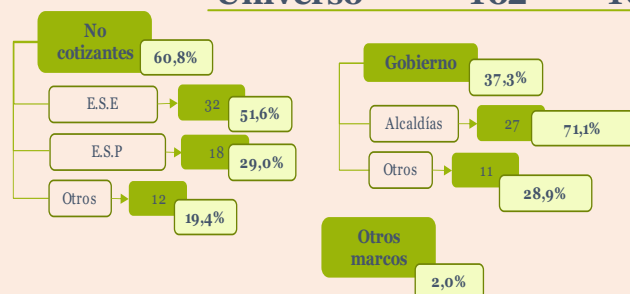 No
cotizantes
60,8%
E.S.E
32
51,6%
E.S.P
18
29,0%
Otros
12
19,4%
Gobierno
37,3%
Alcaldías
27
71,1%
Otros
11
28,9%
Otros
marcos
2,0%